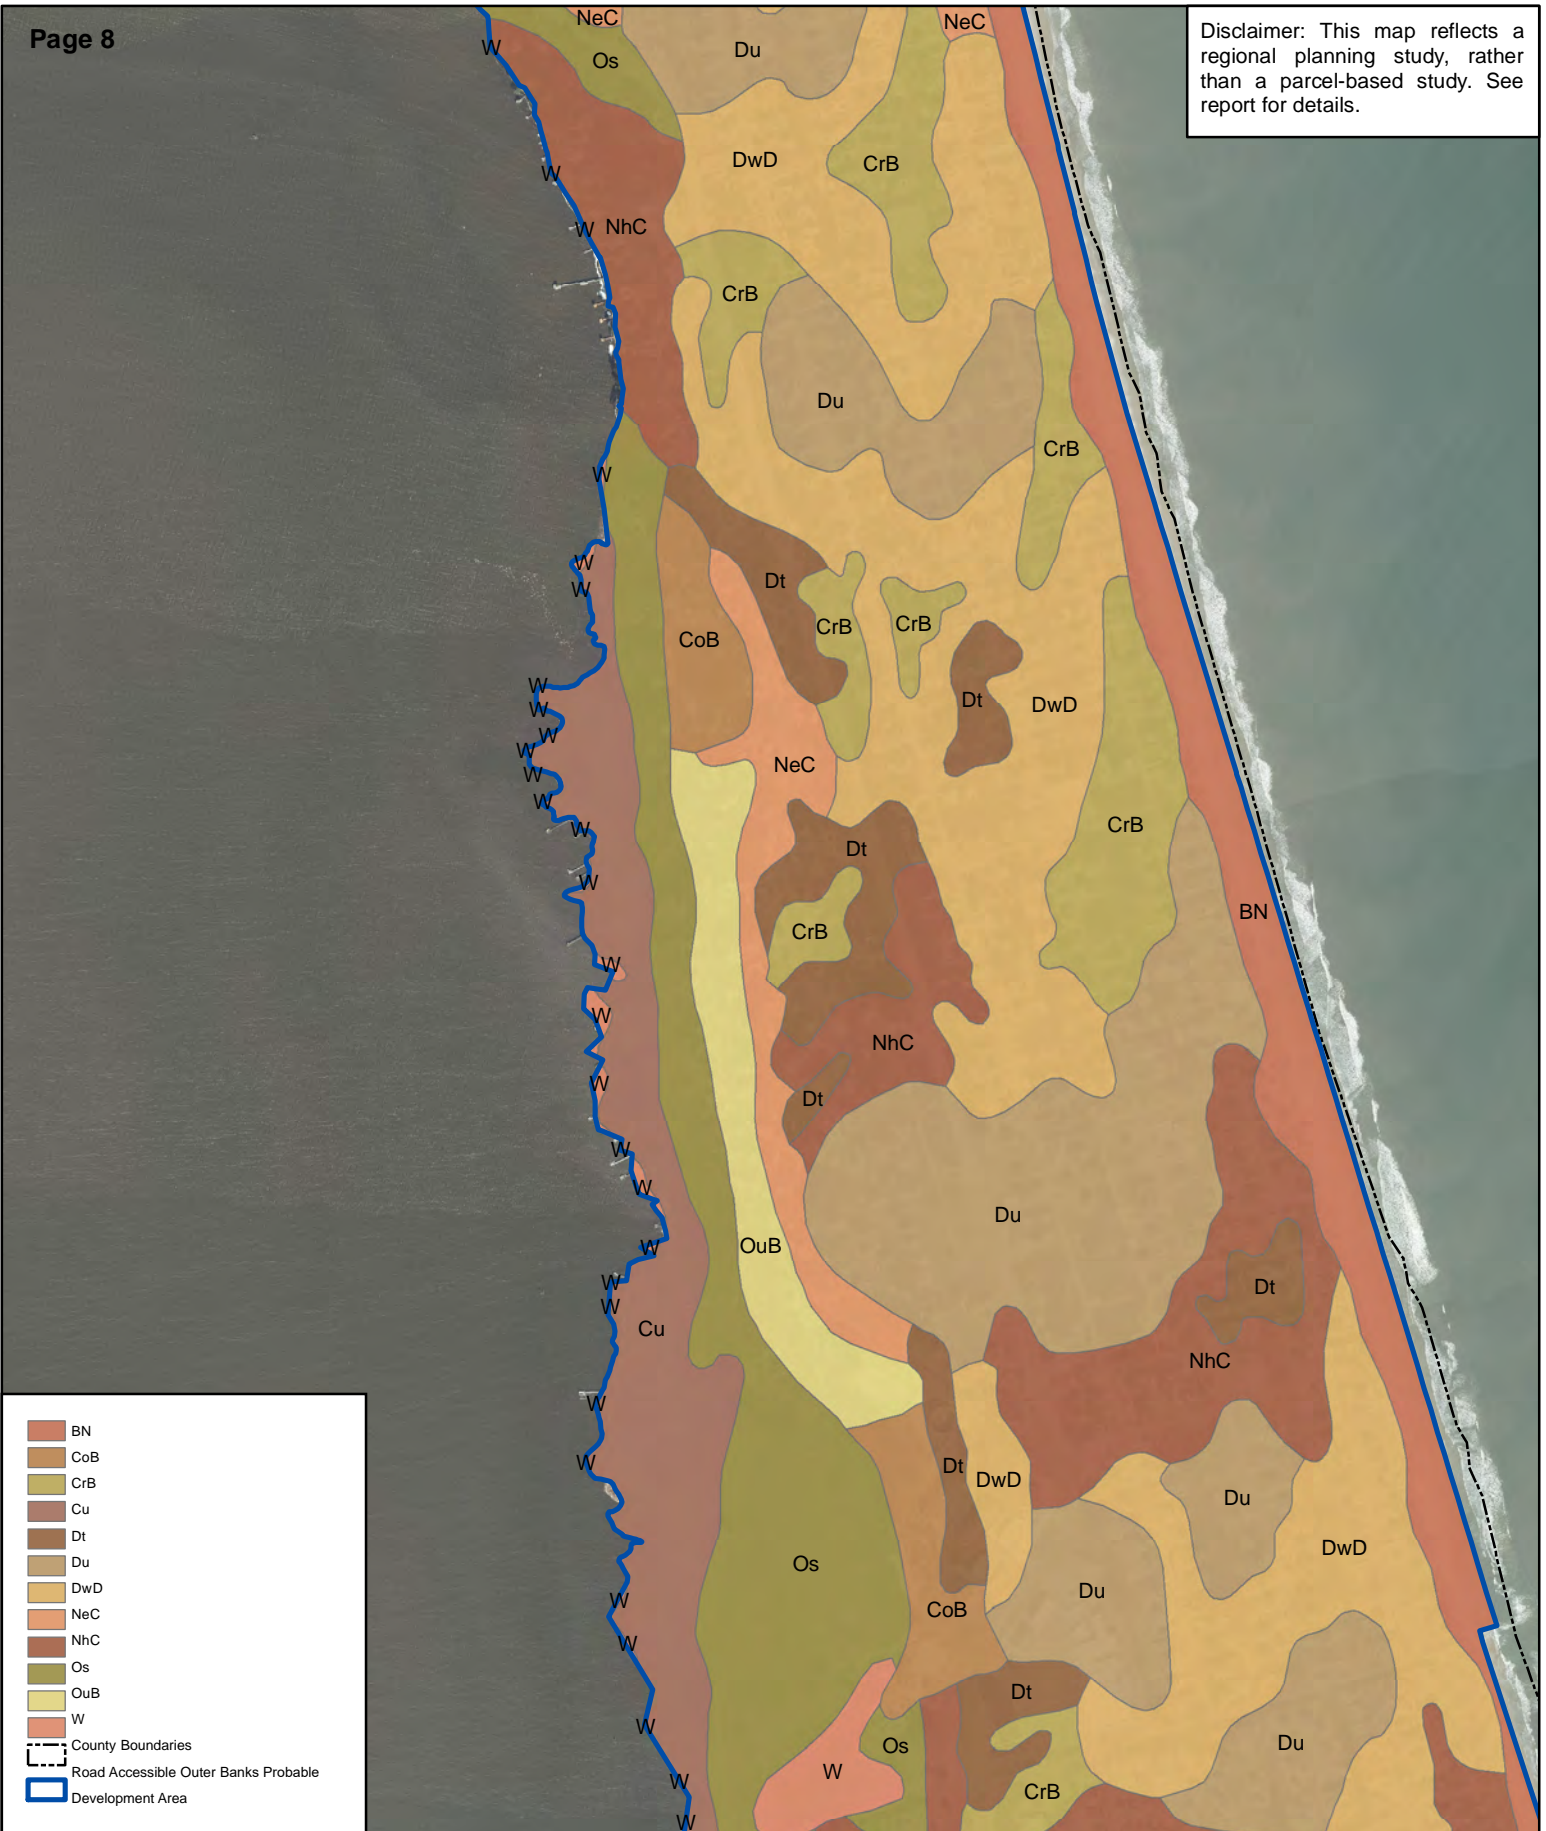 Page 8
Disclaimer: This map reflects a
regional planning study, rather
than a parcel-based study. See
report for details.
NeC
NeC
W
Du
Os
DwD
CrB
W
W
NhC
CrB
Du
CrB
W
W
Dt
W
CrB
CrB
CoB
W
Dt
DwD
W
W
W
NeC
W
W
CrB
W
Dt
W
BN
CrB
W
W
NhC
W
Dt
W
W
Du
OuB
W
W
Dt
W
Cu
NhC
W
W
Dt
DwD
Du
DwD
Os
Du
W
CoB
W
Dt
W
Du
Os
W
W
CrB
W
BN
CoB
CrB
Cu
Dt
Du
DwD
NeC
NhC
Os
OuB
W
County Boundaries
Road Accessible Outer Banks Probable
Development Area